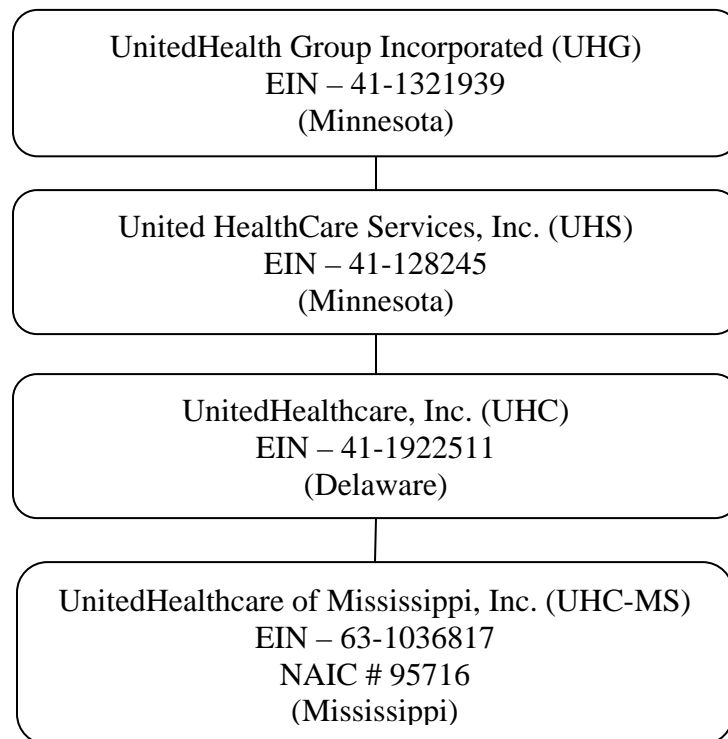 UnitedHealth Group Incorporated (UHG)
EIN – 41-1321939
(Minnesota)
United HealthCare Services, Inc. (UHS)
EIN – 41-128245
(Minnesota)
UnitedHealthcare, Inc. (UHC)
EIN – 41-1922511
(Delaware)
UnitedHealthcare of Mississippi, Inc. (UHC-MS)
EIN – 63-1036817
NAIC # 95716
(Mississippi)